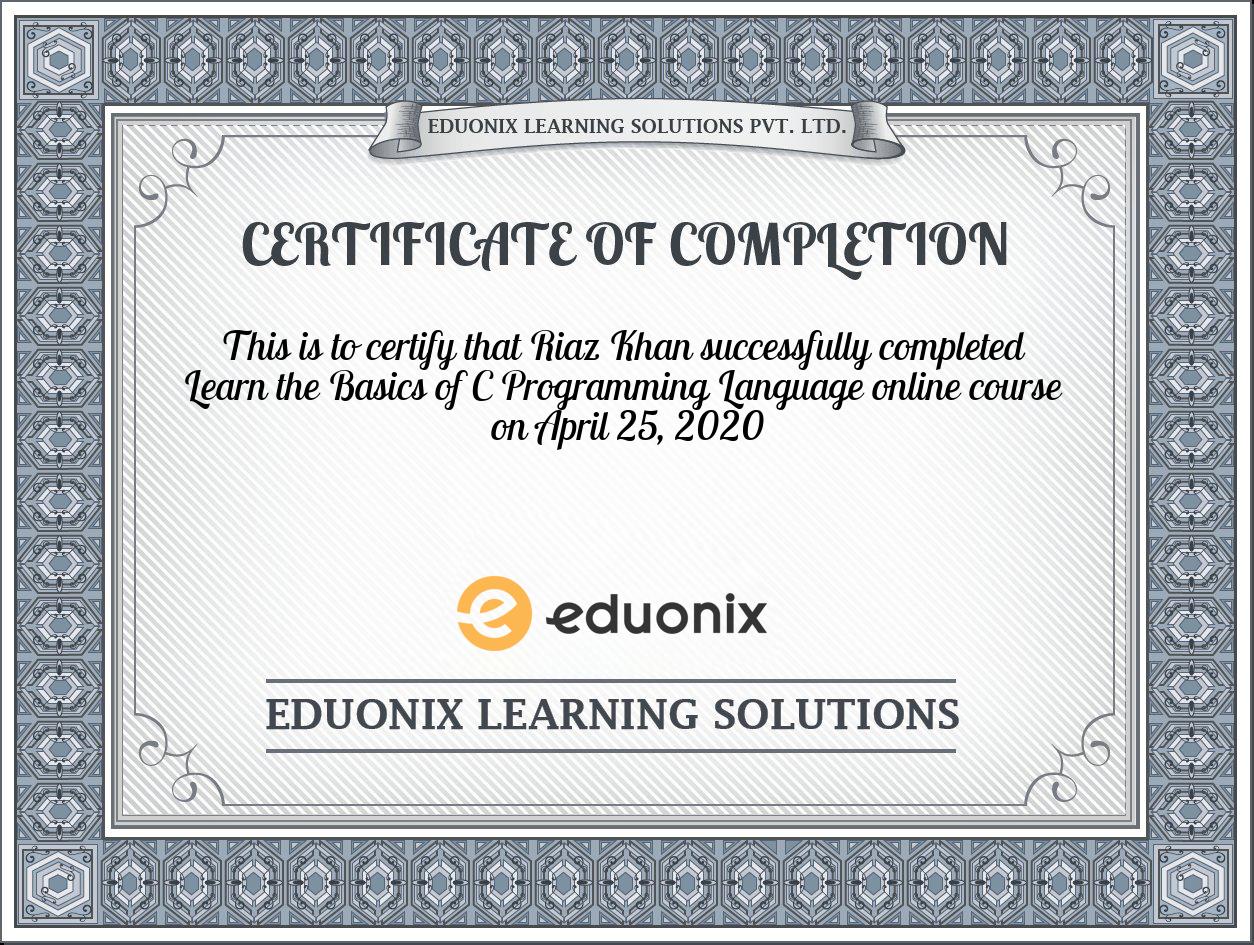 EDUONIX LEARNING SOLUTIONS PVT. LTD.
CERTIFICATE OF COMPLETION
This is to certify that Riaz Khan successfully completed
Learn the Basics of C Programming Language online course
on April 25, 2020
eduonix
EDUONIX LEARNING SOLUTIONS